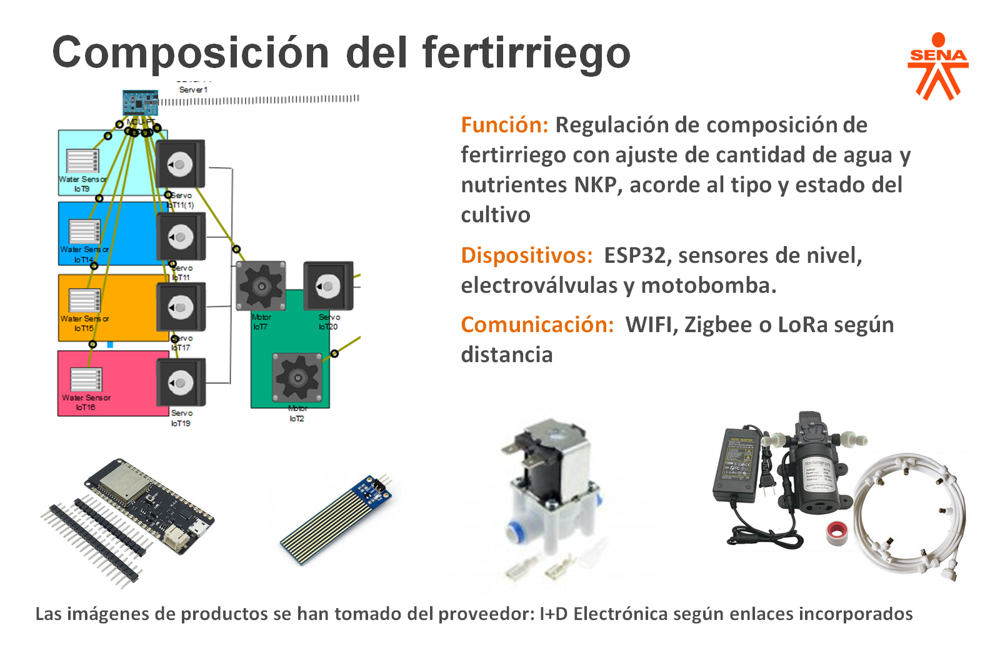 Composición del fertirriego
SENA
Server1
MCU-PT
Water Sensor
IoT9
Servo
IoT11(1)
Water Sensor
IoT14
Servo
IoT11
Water Sensor
IoT15
Servo
IoT17
Water Sensor
IoT16
Servo
IoT19
Motor
IoT7
Servo
IoT20
Motor
IoT2
Función: Regulación de composición de
fertirriego con ajuste de cantidad de agua y
nutrientes NKP, acorde al tipo y estado del
cultivo
Dispositivos: ESP32, sensores de nivel,
electroválvulas y motobomba.
Comunicación: WIFI, Zigbee o LoRa según
distancia
AC/DC ADAPTER
Las imágenes de productos se han tomado del proveedor: I+D Electrónica según enlaces incorporados